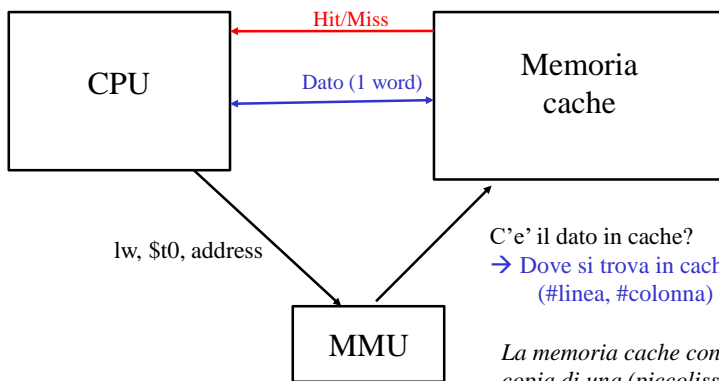 Hit/Miss
CPU
Dato (1 word)
Memoria
cache
lw, $t0, address
C'e' il dato in cache?
→ Dove si trova in cach
(#linea, #colonna)
MMU
La memoria cache con
copia di una (piccoliss